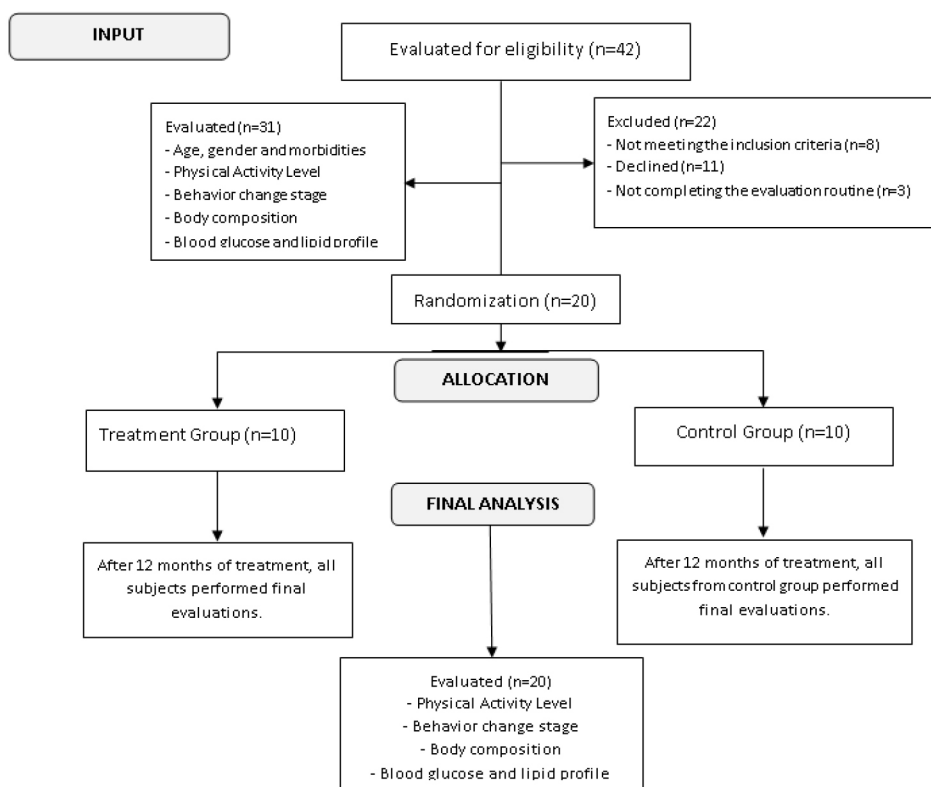 INPUT
Evaluated for eligibility (n=42)
Evaluated (n=31)
- Age, gender and morbidities
- Physical Activity Level
- Behavior change stage
- Body composition
- Blood glucose and lipid profile
Excluded (n=22)
- Not meeting the inclusion criteria (n=8)
- Declined (n=11)
- Not completing the evaluation routine (n=3)
Randomization (n=20)
ALLOCATION
Treatment Group (n=10)
Control Group (n=10)
FINAL ANALYSIS
After 12 months of treatment, all
subjects performed final
evaluations.
After 12 months of treatment, all
subjects from control group performed
final evaluations.
Evaluated (n=20)
- Physical Activity Level
- Behavior change stage
- Body composition
- Blood glucose and lipid profile